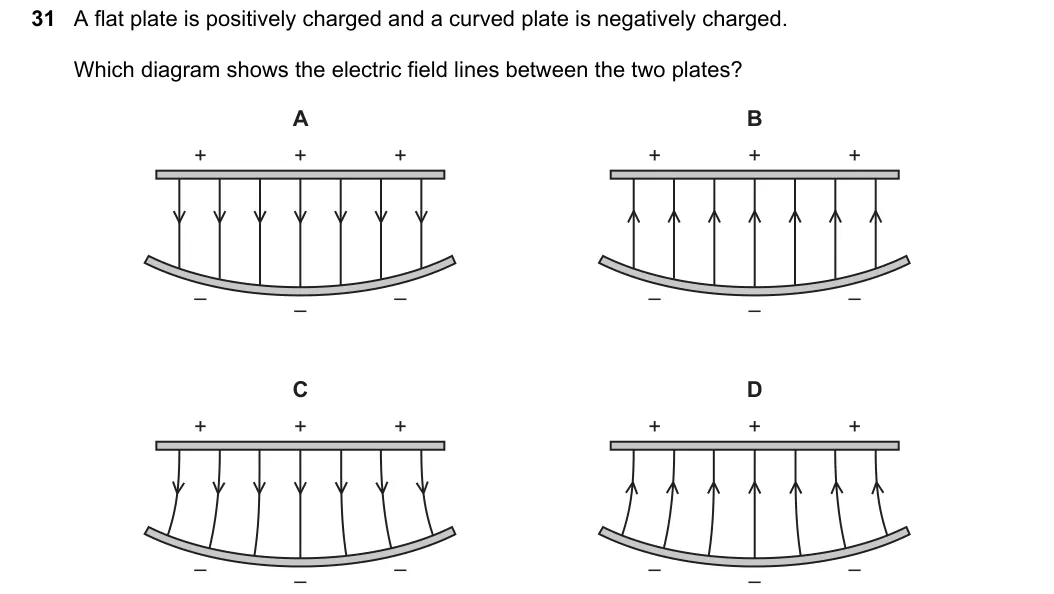 31 A flat plate is positively charged and a curved plate is negatively charged.
Which diagram shows the electric field lines between the two plates?
A B
+ + + + + +
– – – –
– –
C D
+ + + + + +
– – – –
– –